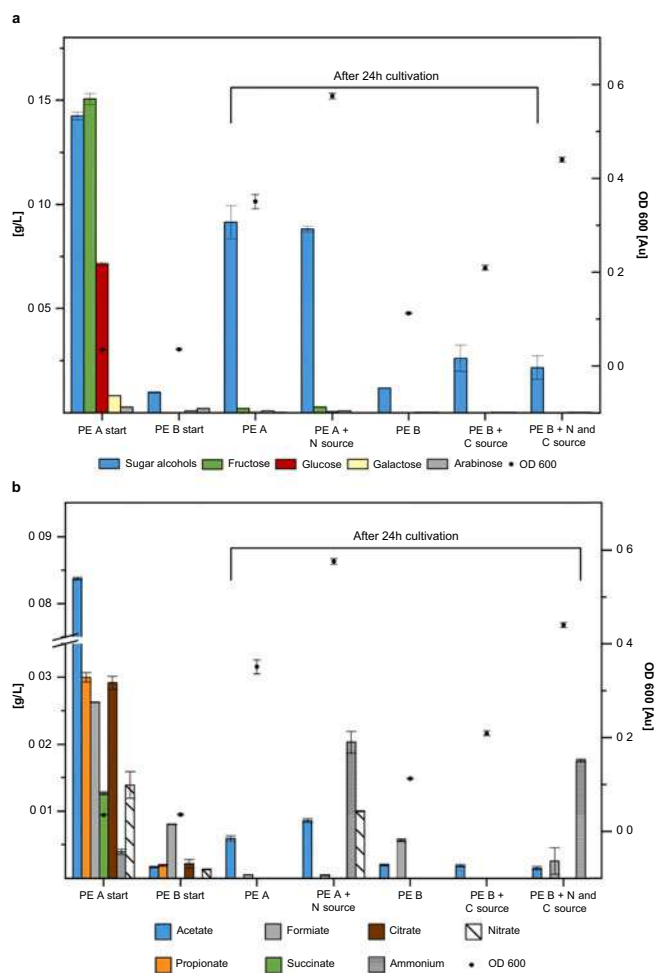 a
After 24h cultivation
0 15
0 10
0 05
[g/L]
0 6
0 4
0 2
0 0
OD 600 [Au]
PE A start
PE B start
PE A
PE A +
N source
PE B
PE B +
C source
PE B + N and
C source
Sugar alcohols Fructose Glucose Galactose Arabinose OD 600
b
After 24h cultivation
0 09
0 08
0 03
0 02
0 01
[g/L]
0 6
0 4
0 2
0 0
OD 600 [Au]
PE A start
PE B start
PE A
PE A +
N source
PE B
PE B +
C source
PE B + N and
C source
Acetate Formiate Citrate Nitrate
Propionate Succinate Ammonium OD 600